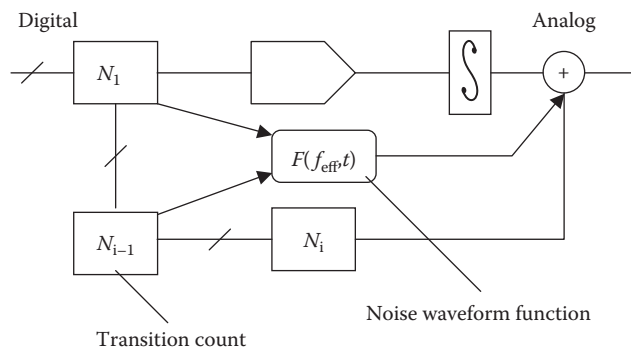 Digital
Analog
N1
+
F(feff,t)
Ni–1
Ni
Noise waveform function
Transition count